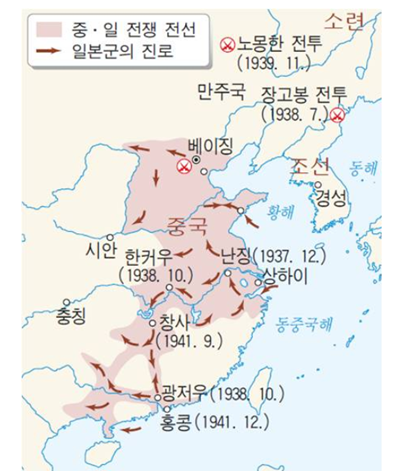 중·일 전쟁 전선
일본군의 진로
소련
노몽한 전투
(1939. 11.)
만주국
장고봉 전투
(1938. 7.)
베이징
조선
동해
경성
황해
중국
시안
한커우
(1938. 10.)
난징(1937. 12.)
상하이
충칭
동중국해
창사
(1941. 9.)
광저우(1938. 10.)
홍콩(1941. 12.)